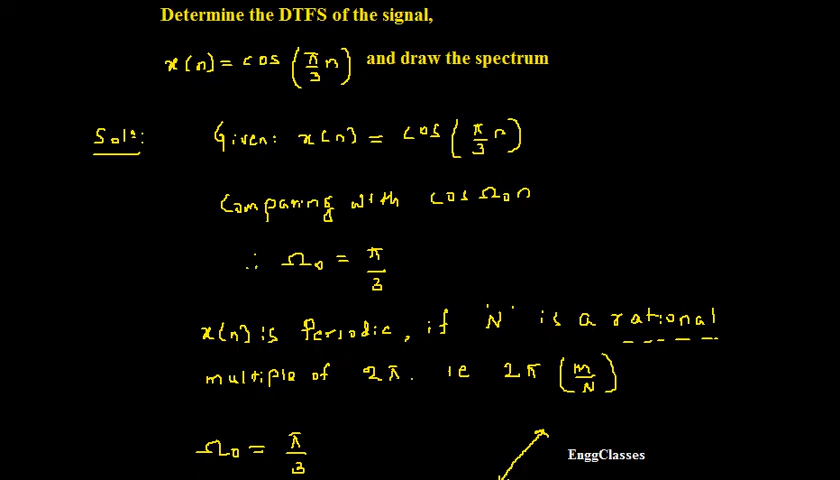 Determine the DTFS of the signal,
x(n) = cos (π/3 n) and draw the spectrum
Sol:
Given: x(n) = cos (π/3 n)
Comparing with cos Ω₀n
∴ Ω₀ = π/3
x(n) is Periodic, if 'N' is a rational
multiple of 2π. ie 2π (m/N)
Ω₀ = π/3
EnggClasses